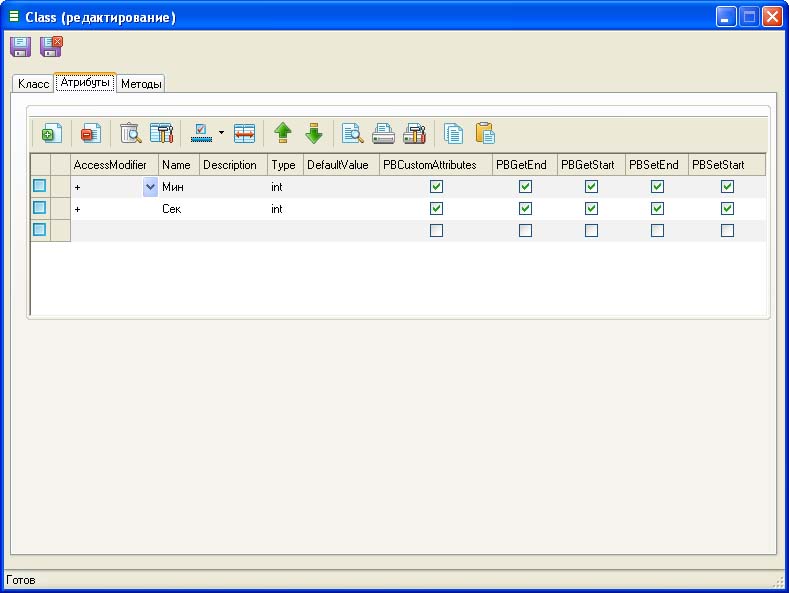 Class (редактирование)
Класс Атрибуты Методы
AccessModifier Name Description Type DefaultValue PBCustomAttributes PBGetEnd PBGetStart PBSetEnd PBSetStart
+ Мин int
+ Сек int
Готов